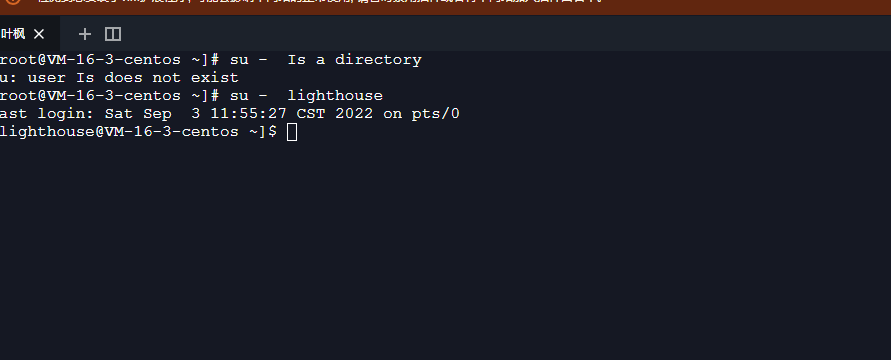 叶枫
root@VM-16-3-centos ~]# su -  Is a directory
u: user Is does not exist
root@VM-16-3-centos ~]# su -  lighthouse
ast login: Sat Sep  3 11:55:27 CST 2022 on pts/0
lighthouse@VM-16-3-centos ~]$